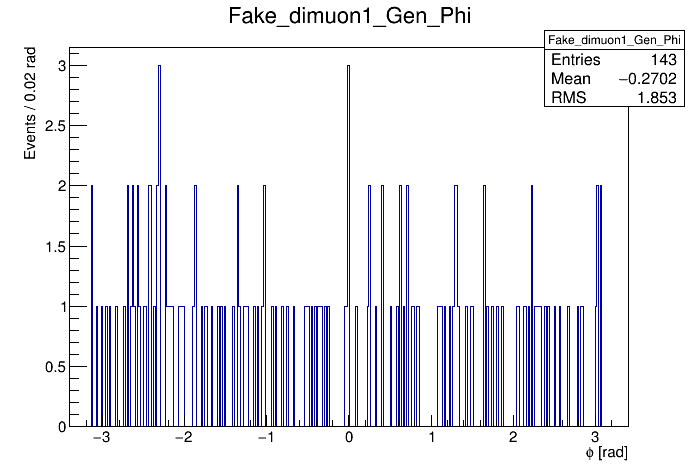 Fake_dimuon1_Gen_Phi
Fake_dimuon1_Gen_Phi
Entries 143
Mean −0.2702
RMS 1.853
Events / 0.02 rad
3
2.5
2
1.5
1
0.5
0
−3 −2 −1 0 1 2 3
ϕ [rad]